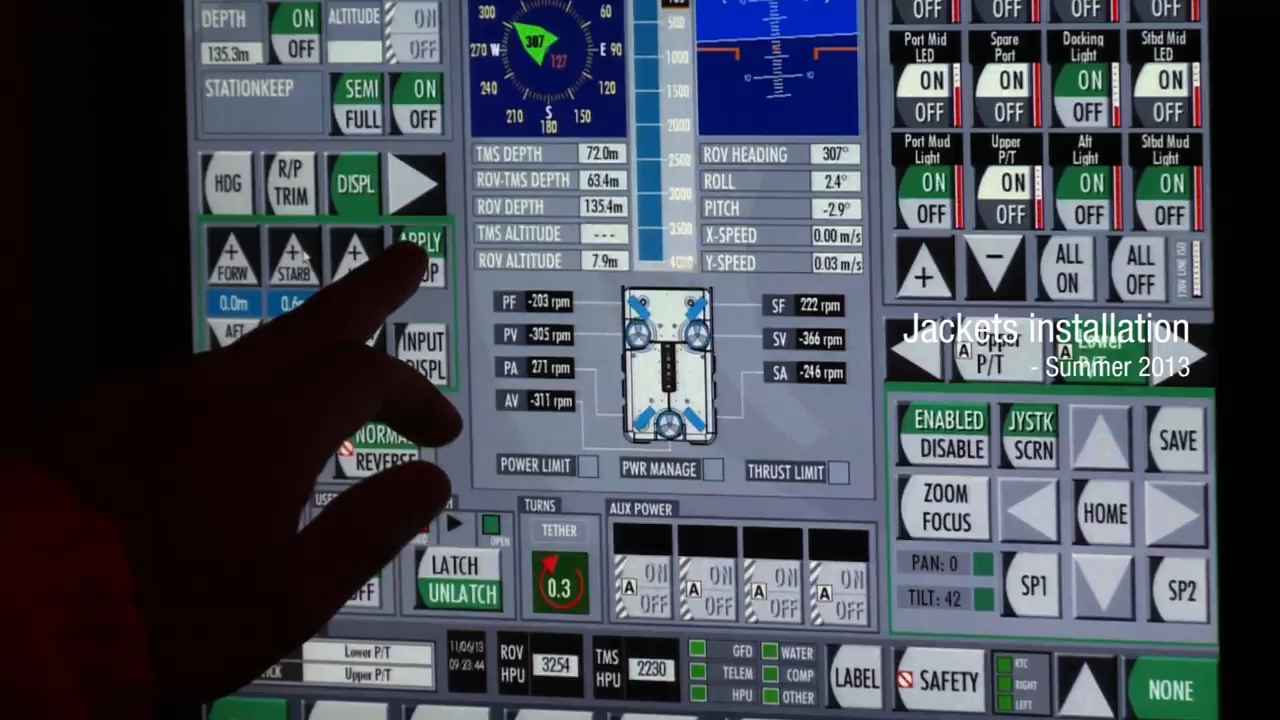 DEPTH
ON
OFF
135.3m
ALTITUDE
ON
OFF
STATIONKEEP
SEMI
FULL
ON
OFF
HDG
R/P
TRIM
DISPL
+
FORW
+
STARB
+
APPLY
0.0m
AFT
INPUT
NORMAL
REVERSE
300
60
270 W
307
127
E 90
240
120
210
S
150
180
500
1000
1500
2000
2500
3000
3500
4000
10
10
TMS DEPTH 72.0m
ROV-TMS DEPTH 63.4m
ROV DEPTH 135.4m
TMS ALTITUDE ---
ROV ALTITUDE 7.9m
ROV HEADING 307°
ROLL 2.4°
PITCH -2.9°
X-SPEED 0.00 m/s
Y-SPEED 0.03 m/s
PF -203 rpm
PV -305 rpm
PA 271 rpm
AV -311 rpm
SF 222 rpm
SV -366 rpm
SA -246 rpm
POWER LIMIT
PWR MANAGE
THRUST LIMIT
OPEN
LATCH
UNLATCH
TURNS
TETHER
0.3
AUX POWER
A ON OFF
A ON OFF
A ON OFF
A ON OFF
Lower P/T
Upper P/T
11/06/13
09:23:44
ROV
HPU
3254
TMS
HPU
2230
GFD
TELEM
HPU
WATER
COMP
OTHER
LABEL
SAFETY
RTC
RIGHT
LEFT
NONE
OFF
OFF
OFF
OFF
Port Mid
LED
ON
OFF
Spare
Port
ON
OFF
Docking
Light
ON
OFF
Stbd Mid
LED
ON
OFF
Port Mud
Light
ON
OFF
Upper
P/T
ON
OFF
Aft
Light
ON
OFF
Stbd Mud
Light
ON
OFF
+
-
ALL
ON
ALL
OFF
Jackets installation
- Summer 2013
A Upper
P/T
A Lower
P/T
ENABLED
DISABLE
JYSTK
SCRN
SAVE
ZOOM
FOCUS
HOME
PAN: 0
TILT: 42
SP1
SP2